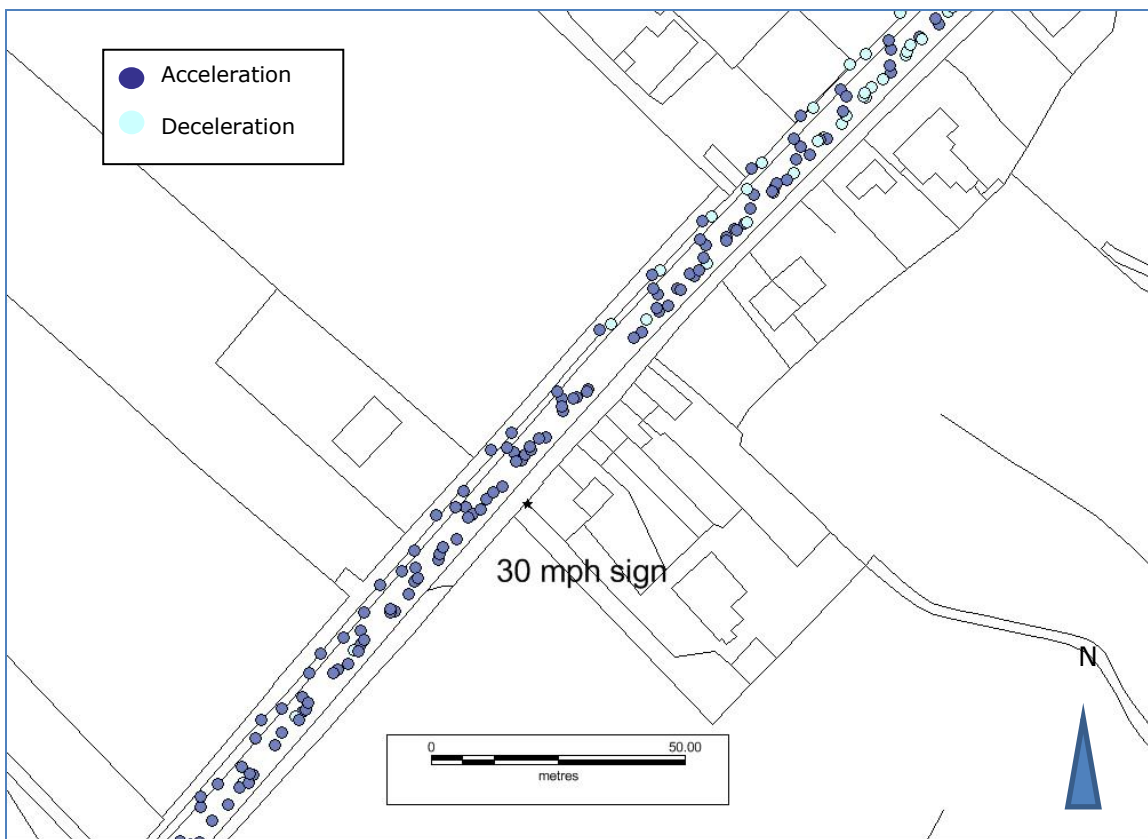 Acceleration
Deceleration
30 mph sign
N
0 50.00
metres